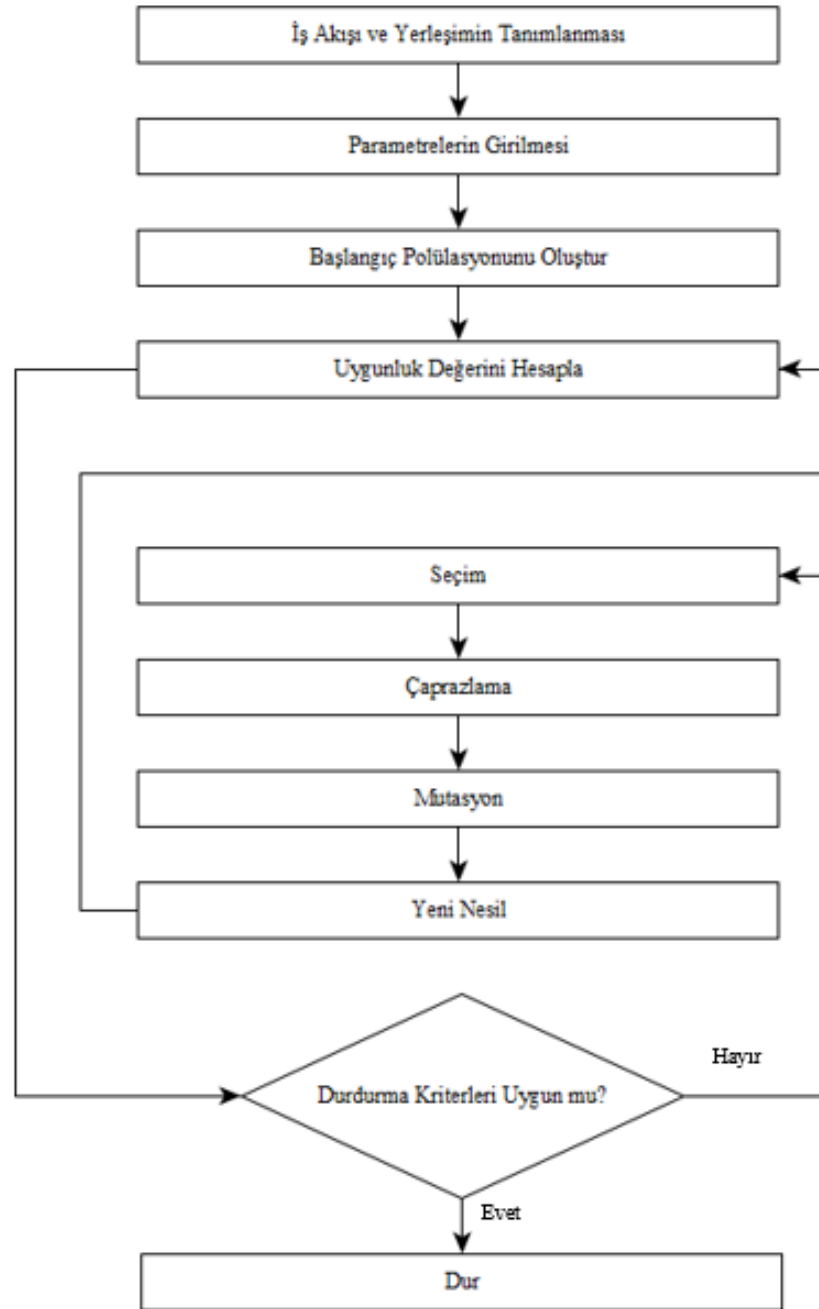 İş Akışı ve Yerleşimin Tanımlanması
Parametrelerin Girilmesi
Başlangıç Polülasyonunu Oluştur
Uygunluk Değerini Hesapla
Seçim
Çaprazlama
Mutasyon
Yeni Nesil
Durdurma Kriterleri Uygun mu?
Hayır
Evet
Dur